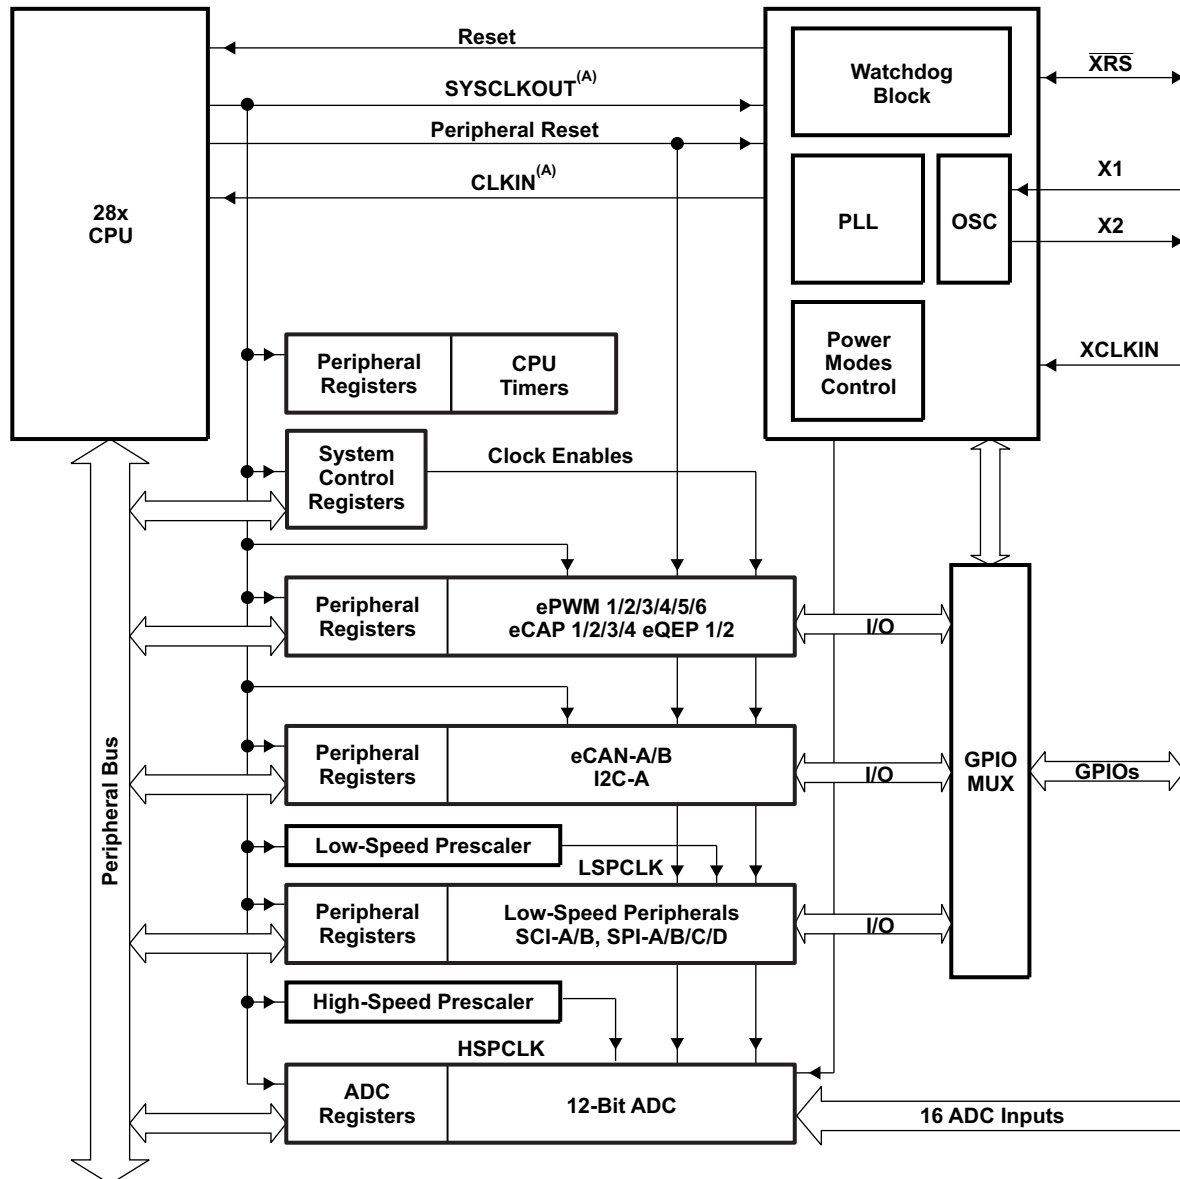 Reset
SYSCLKOUT(A)
Peripheral Reset
CLKIN(A)
28x
CPU
Watchdog
Block
PLL
OSC
Power
Modes
Control
XRS
X1
X2
XCLKIN
Peripheral
Registers
CPU
Timers
System
Control
Registers
Clock Enables
Peripheral
Registers
ePWM 1/2/3/4/5/6
eCAP 1/2/3/4 eQEP 1/2
I/O
Peripheral
Registers
eCAN-A/B
I2C-A
I/O
GPIO
MUX
GPIOs
Peripheral Bus
Low-Speed Prescaler
LSPCLK
Peripheral
Registers
Low-Speed Peripherals
SCI-A/B, SPI-A/B/C/D
I/O
High-Speed Prescaler
HSPCLK
ADC
Registers
12-Bit ADC
16 ADC Inputs